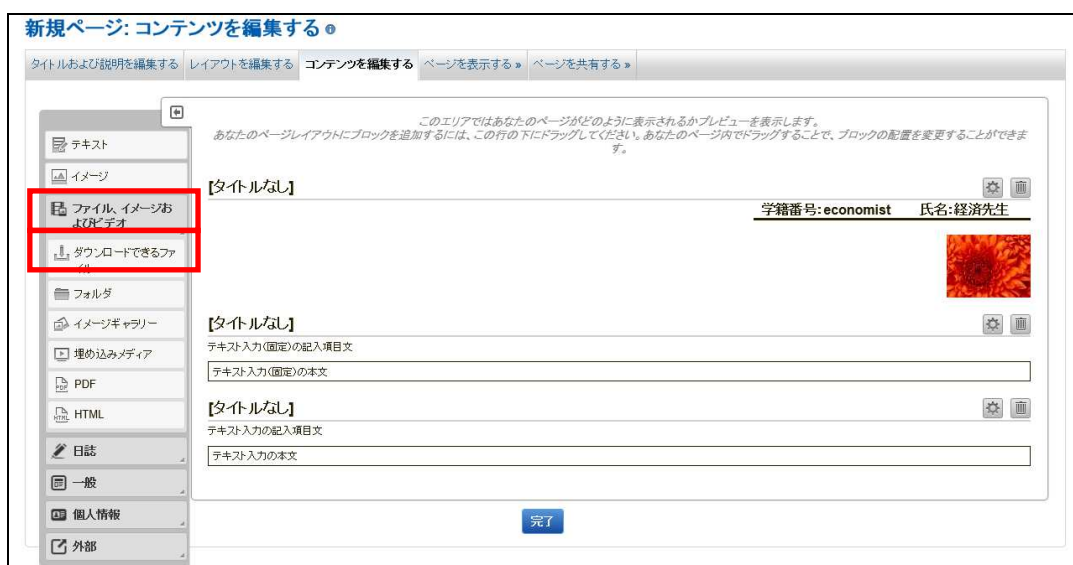 新規ページ: コンテンツを編集する
タイトルおよび説明を編集する レイアウトを編集する コンテンツを編集する ページを表示する » ページを共有する »
このエリアではあなたのページがどのように表示されるかプレビューを表示します。
あなたのページレイアウトにブロックを追加するには、この行の下にドラッグしてください。あなたのページ内でドラッグすることで、ブロックの配置を変更することができま
す。
テキスト
イメージ
ファイル、イメージお
よびビデオ
ダウンロードできるファ
フォルダ
イメージギャラリー
埋め込みメディア
PDF
HTML
日誌
一般
個人情報
外部
[タイトルなし]
学籍番号:economist 氏名:経済先生
[タイトルなし]
テキスト入力(固定)の記入項目文
テキスト入力(固定)の本文
[タイトルなし]
テキスト入力の記入項目文
テキスト入力の本文
完了